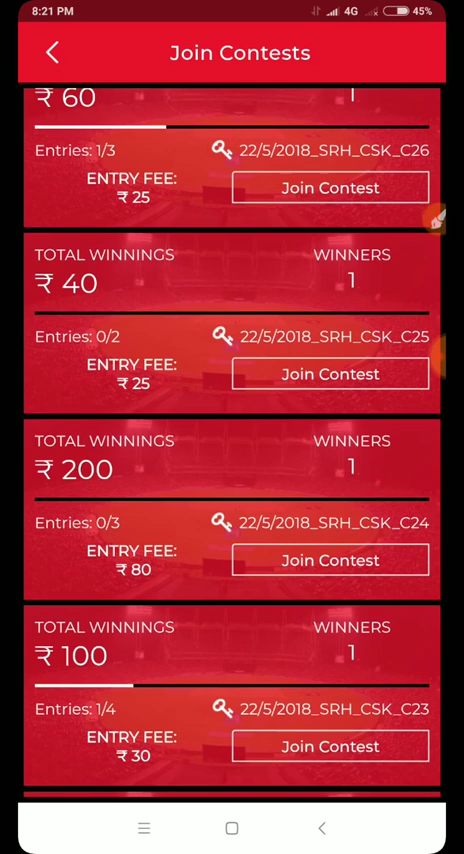 8:21 PM 4G 45%
Join Contests
₹ 60 1
Entries: 1/3 22/5/2018_SRH_CSK_C26
ENTRY FEE:
₹ 25 Join Contest
TOTAL WINNINGS WINNERS
₹ 40 1
Entries: 0/2 22/5/2018_SRH_CSK_C25
ENTRY FEE:
₹ 25 Join Contest
TOTAL WINNINGS WINNERS
₹ 200 1
Entries: 0/3 22/5/2018_SRH_CSK_C24
ENTRY FEE:
₹ 80 Join Contest
TOTAL WINNINGS WINNERS
₹ 100 1
Entries: 1/4 22/5/2018_SRH_CSK_C23
ENTRY FEE:
₹ 30 Join Contest